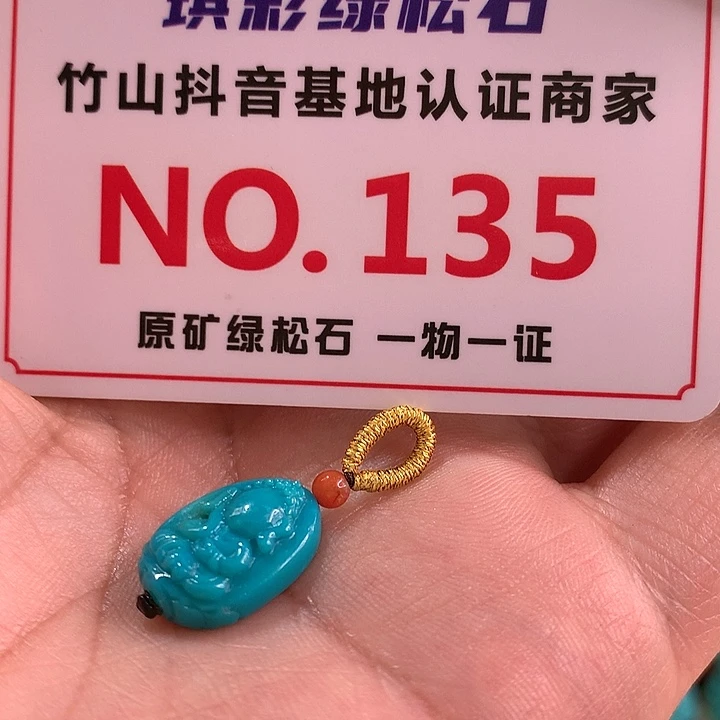 琪彩绿松石
竹山抖音基地认证商家
NO.135
原矿绿松石 一物一证